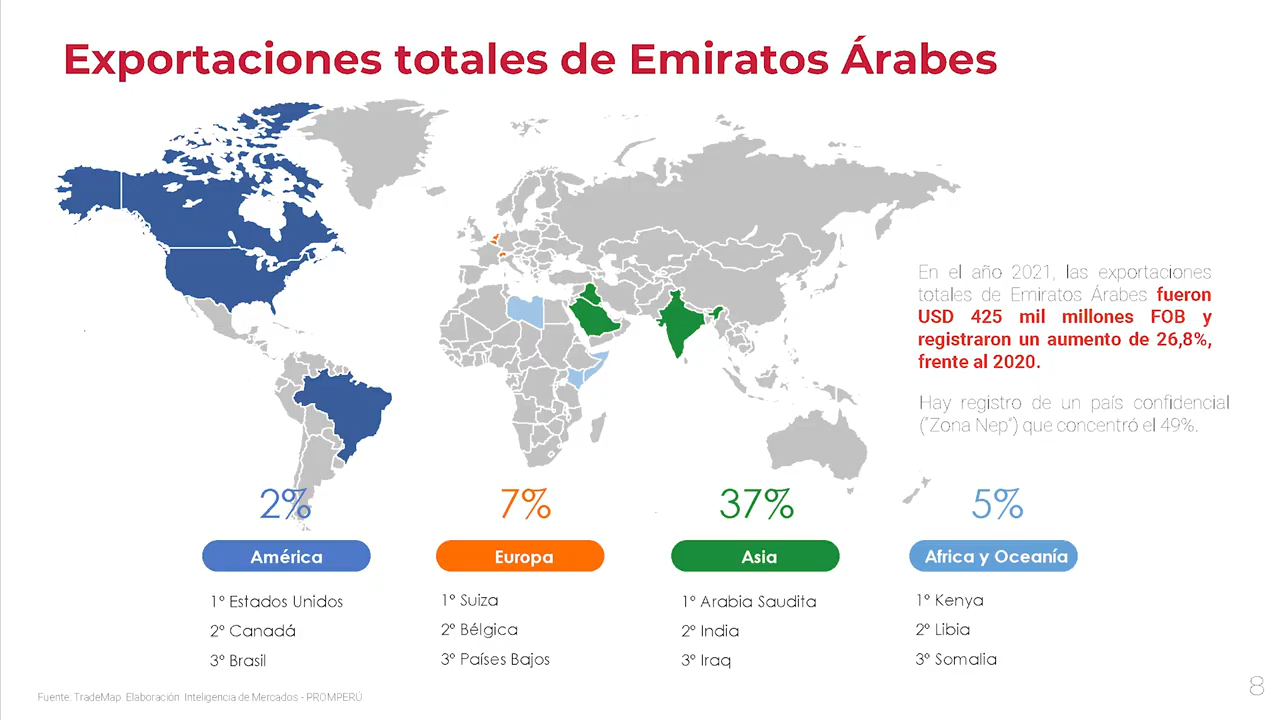 Exportaciones totales de Emiratos Árabes
En el año 2021, las exportaciones
totales de Emiratos Árabes fueron
USD 425 mil millones FOB y
registraron un aumento de 26,8%,
frente al 2020.
Hay registro de un país confidencial
("Zona Nep") que concentró el 49%.
2%
América
1° Estados Unidos
2° Canadá
3° Brasil
7%
Europa
1° Suiza
2° Bélgica
3° Países Bajos
37%
Asia
1° Arabia Saudita
2° India
3° Iraq
5%
Africa y Oceanía
1° Kenya
2° Libia
3° Somalia
Fuente: TradeMap Elaboración Inteligencia de Mercados - PROMPERÚ
8